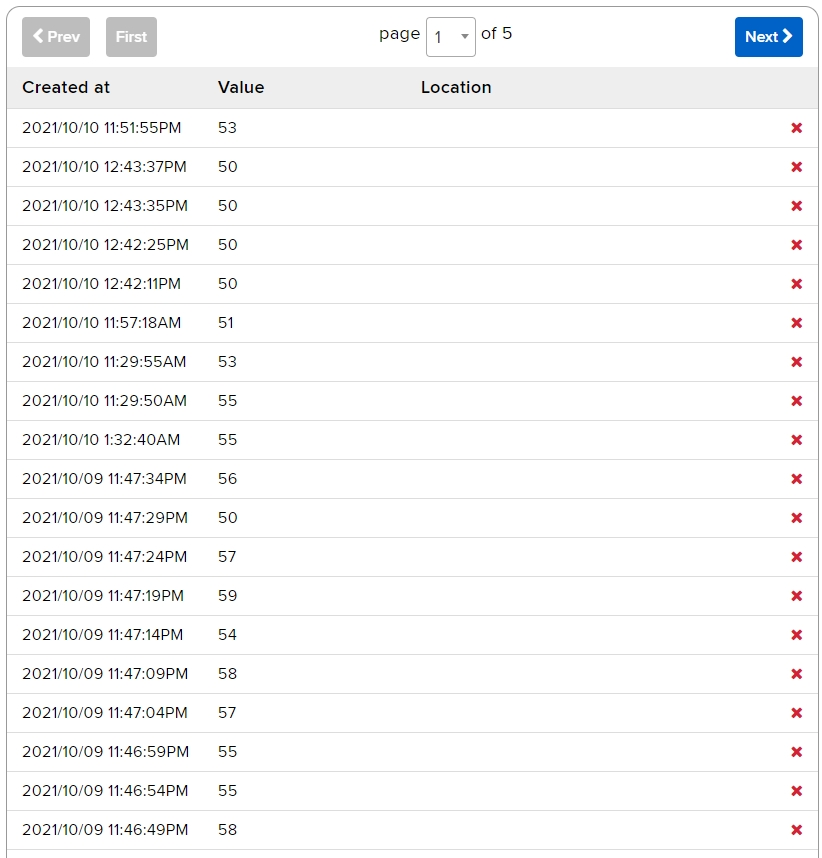 Prev First page 1 of 5 Next
Created at Value Location
2021/10/10 11:51:55PM 53
2021/10/10 12:43:37PM 50
2021/10/10 12:43:35PM 50
2021/10/10 12:42:25PM 50
2021/10/10 12:42:11PM 50
2021/10/10 11:57:18AM 51
2021/10/10 11:29:55AM 53
2021/10/10 11:29:50AM 55
2021/10/10 1:32:40AM 55
2021/10/09 11:47:34PM 56
2021/10/09 11:47:29PM 50
2021/10/09 11:47:24PM 57
2021/10/09 11:47:19PM 59
2021/10/09 11:47:14PM 54
2021/10/09 11:47:09PM 58
2021/10/09 11:47:04PM 57
2021/10/09 11:46:59PM 55
2021/10/09 11:46:54PM 55
2021/10/09 11:46:49PM 58